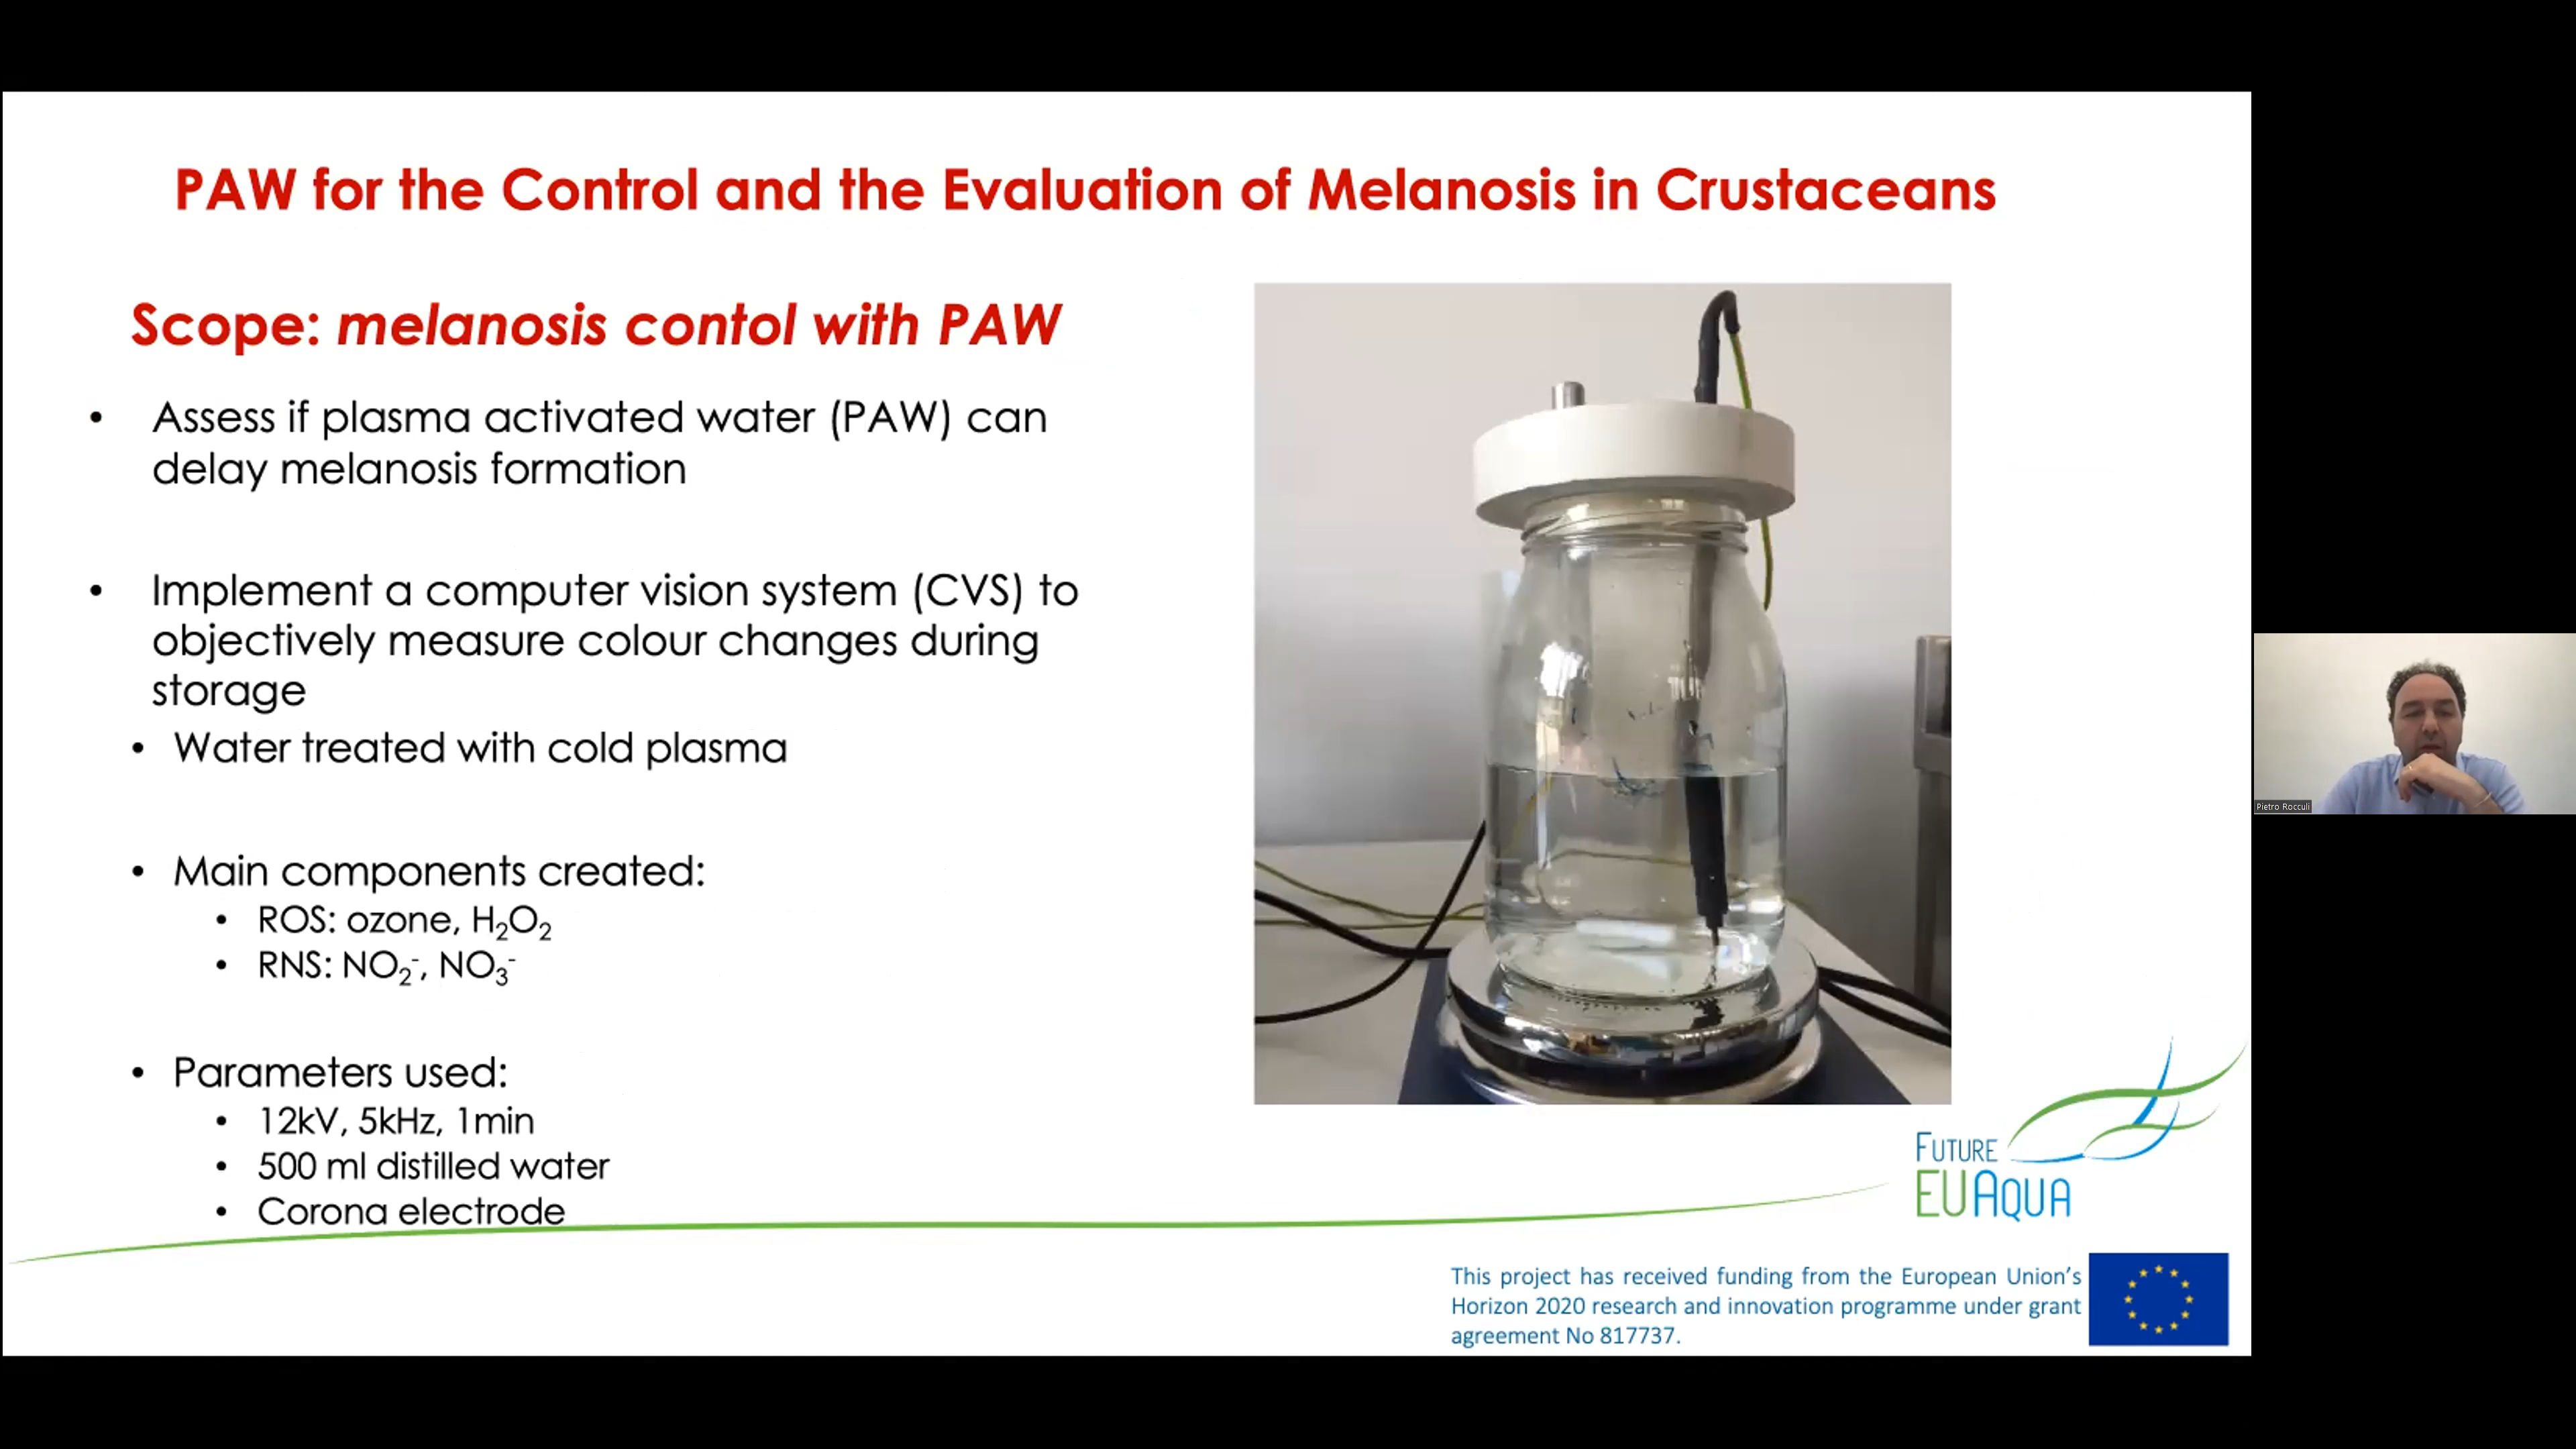 PAW for the Control and the Evaluation of Melanosis in Crustaceans
Scope: melanosis contol with PAW
• Assess if plasma activated water (PAW) can
delay melanosis formation
• Implement a computer vision system (CVS) to
objectively measure colour changes during
storage
• Water treated with cold plasma
• Main components created:
• ROS: ozone, H₂O₂
• RNS: NO₂⁻, NO₃⁻
• Parameters used:
• 12kV, 5kHz, 1min
• 500 ml distilled water
• Corona electrode
FUTURE
EUAQUA
This project has received funding from the European Union’s
Horizon 2020 research and innovation programme under grant
agreement No 817737.
Pietro Rocculi